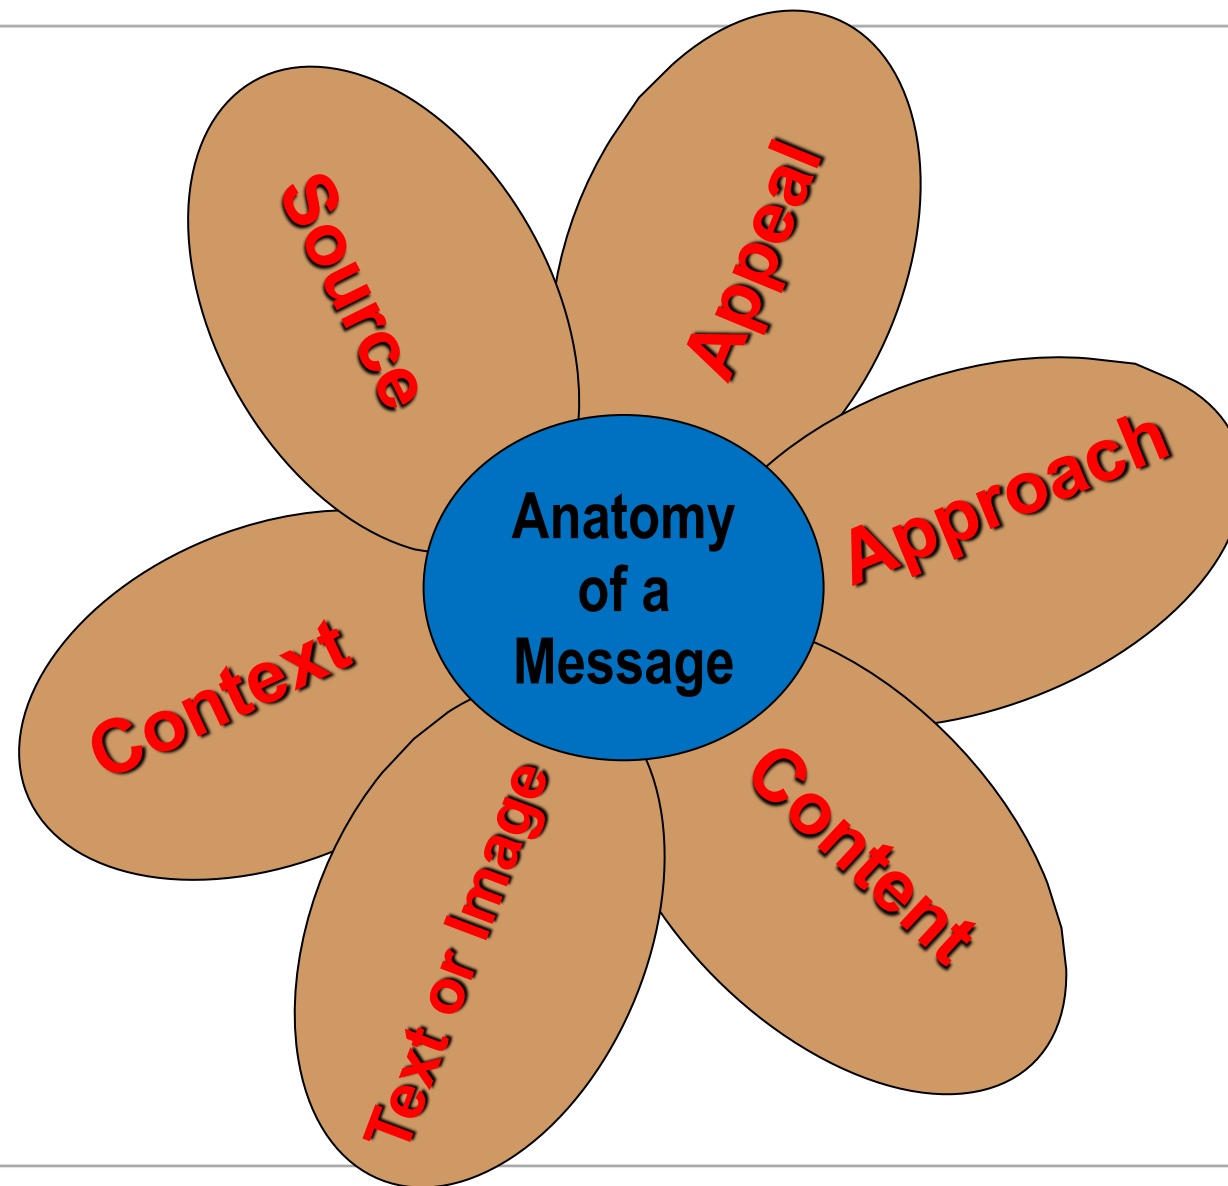 Source
Appeal
Approach
Anatomy
of a
Message
Context
Content
Text or Image